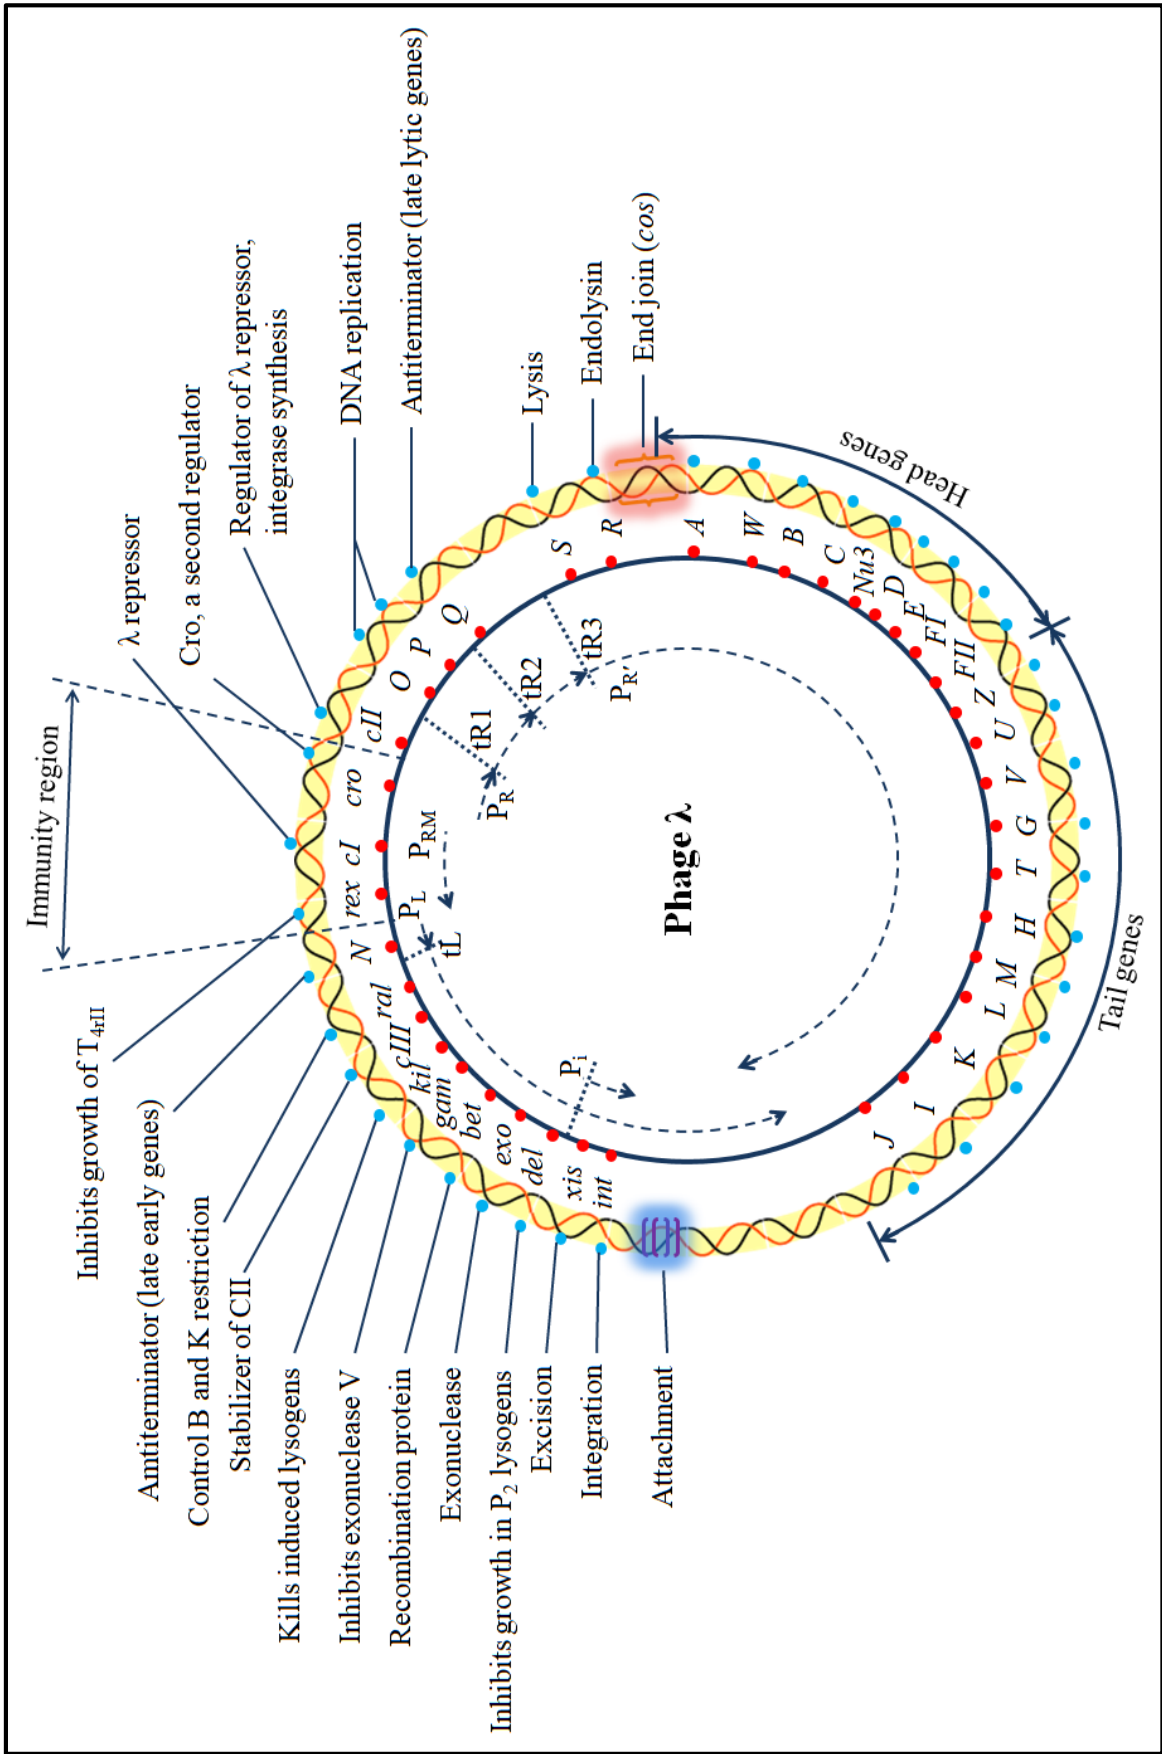 Immunity region
λ repressor
Cro, a second regulator
Regulator of λ repressor,
integrase synthesis
DNA replication
Antiterminator (late lytic genes)
Lysis
Endolysin
End join (cos)
Head genes
Tail genes
Inhibits growth of T4rII
Antiterminator (late early genes)
Control B and K restriction
Stabilizer of CII
Kills induced lysogens
Inhibits exonuclease V
Recombination protein
Exonuclease
Inhibits growth in P2 lysogens
Excision
Integration
Attachment
int
xis
del
exo
bet
gam
kil
cIII
ral
N
rex
cI
cro
cII
O
P
Q
S
R
A
W
B
C
Nu3
D
E
FI
FII
Z
U
V
G
T
H
M
L
K
I
J
Pi
tL
PL
PRM
PR
tR1
tR2
tR3
PR'
Phage λ